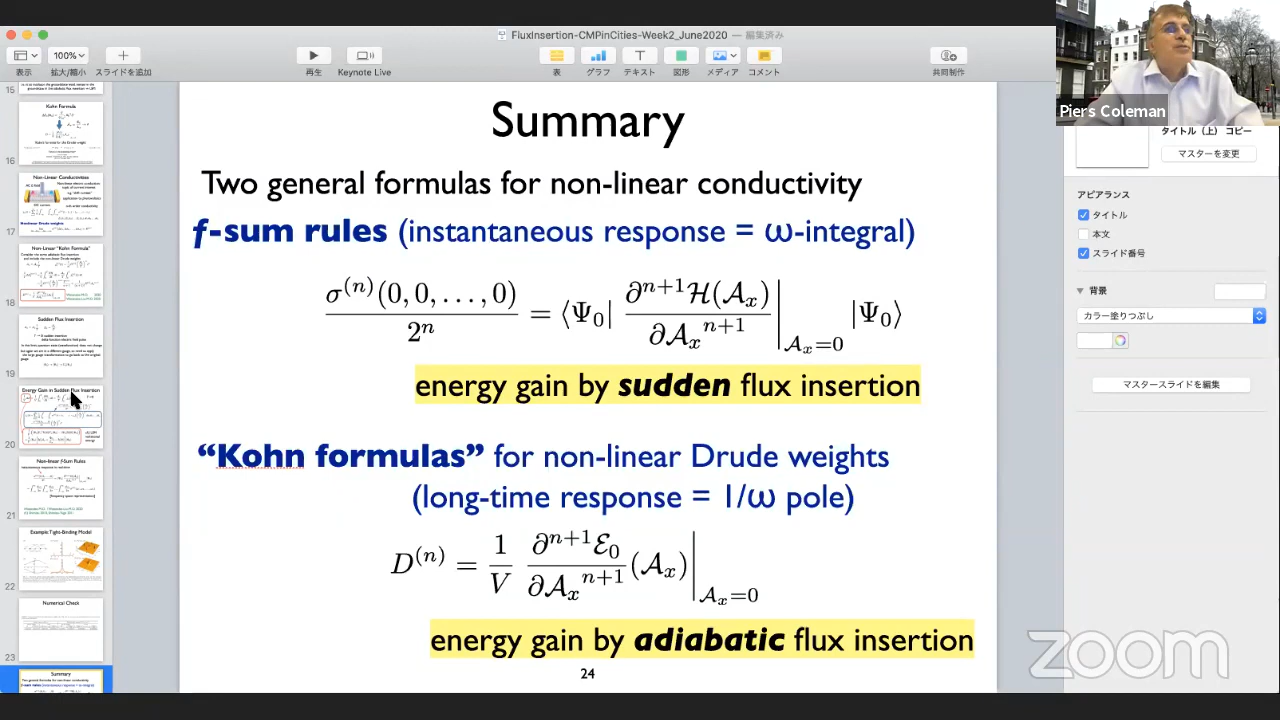 FluxInsertion-CMPinCities-Week2_June2020 — 編集済み
100%
表示
拡大/縮小
スライドを追加
再生
Keynote Live
表
グラフ
テキスト
図形
メディア
コメント
共同制作
Piers Coleman
タイトル（上） コピー
マスターを変更
アピアランス
タイトル
本文
スライド番号
背景
カラー塗りつぶし
マスタースライドを編集
15
Kohn Formula
16
Non-Linear Conductivities
17
Non-Linear "Kohn Formula"
18
Sudden Flux Insertion
19
Energy Gain in Sudden Flux Insertion
20
Non-linear f-Sum Rules
21
Example: Tight-Binding Model
22
Numerical Check
23
Summary
Two general formulas for non-linear conductivity
Summary
Two general formulas for non-linear conductivity
f-sum rules (instantaneous response = ω-integral)
σ^(n)(0, 0, …, 0) / 2^n = ⟨Ψ₀| ∂^{n+1}ℋ(𝒜ₓ) / ∂𝒜ₓ^{n+1} |_{𝒜ₓ=0} |Ψ₀⟩
energy gain by sudden flux insertion
“Kohn formulas” for non-linear Drude weights
(long-time response = 1/ω pole)
D^(n) = 1/V ∂^{n+1}ℰ₀ / ∂𝒜ₓ^{n+1} (𝒜ₓ)|_{𝒜ₓ=0}
energy gain by adiabatic flux insertion
24
zoom